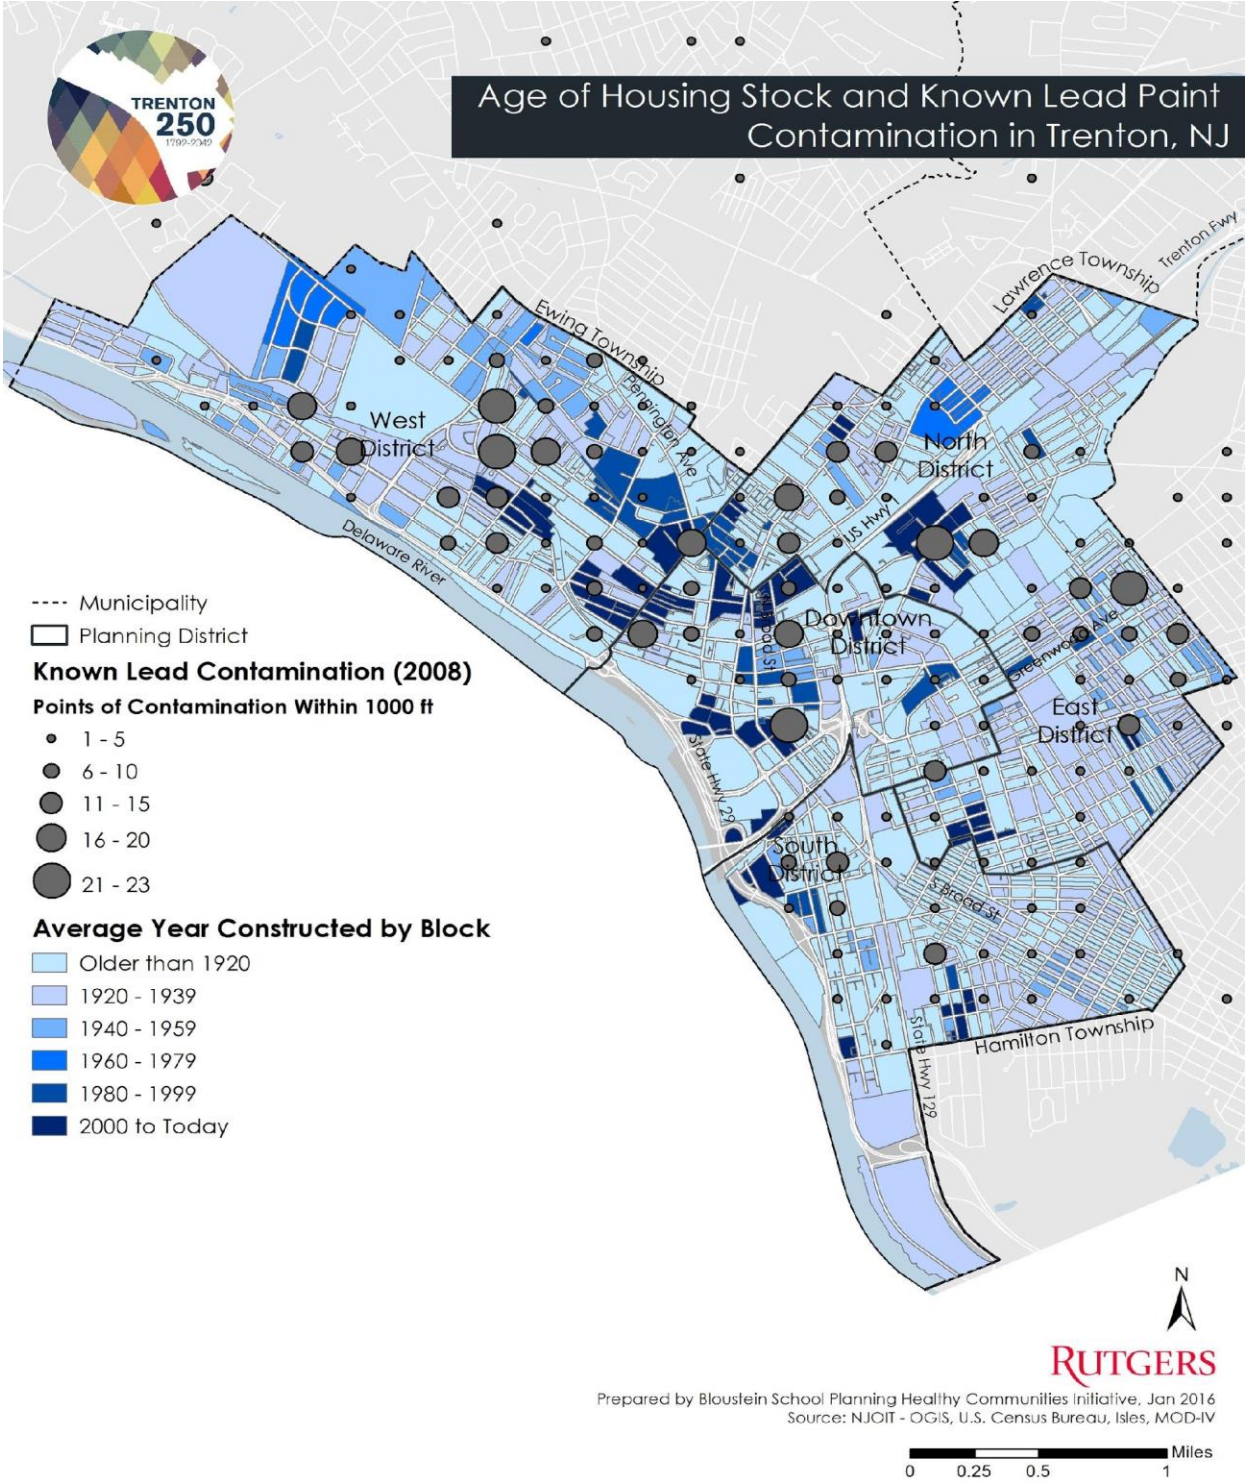 TRENTON
250
1792-2042
Age of Housing Stock and Known Lead Paint
Contamination in Trenton, NJ
Trenton Fwy
Lawrence Township
Ewing Township
Pennington Ave
West
District
North
District
US Hwy 1
Delaware River
Downtown
District
N Broad St
Greenwood Ave
East
District
State Hwy 29
South
District
S Broad St
State Hwy 129
Hamilton Township
Municipality
Planning District
Known Lead Contamination (2008)
Points of Contamination Within 1000 ft
1 - 5
6 - 10
11 - 15
16 - 20
21 - 23
Average Year Constructed by Block
Older than 1920
1920 - 1939
1940 - 1959
1960 - 1979
1980 - 1999
2000 to Today
N
RUTGERS
Prepared by Bloustein School Planning Healthy Communities Initiative, Jan 2016
Source: NJOIT - OGIS, U.S. Census Bureau, Isles, MOD-IV
Miles
0 0.25 0.5 1